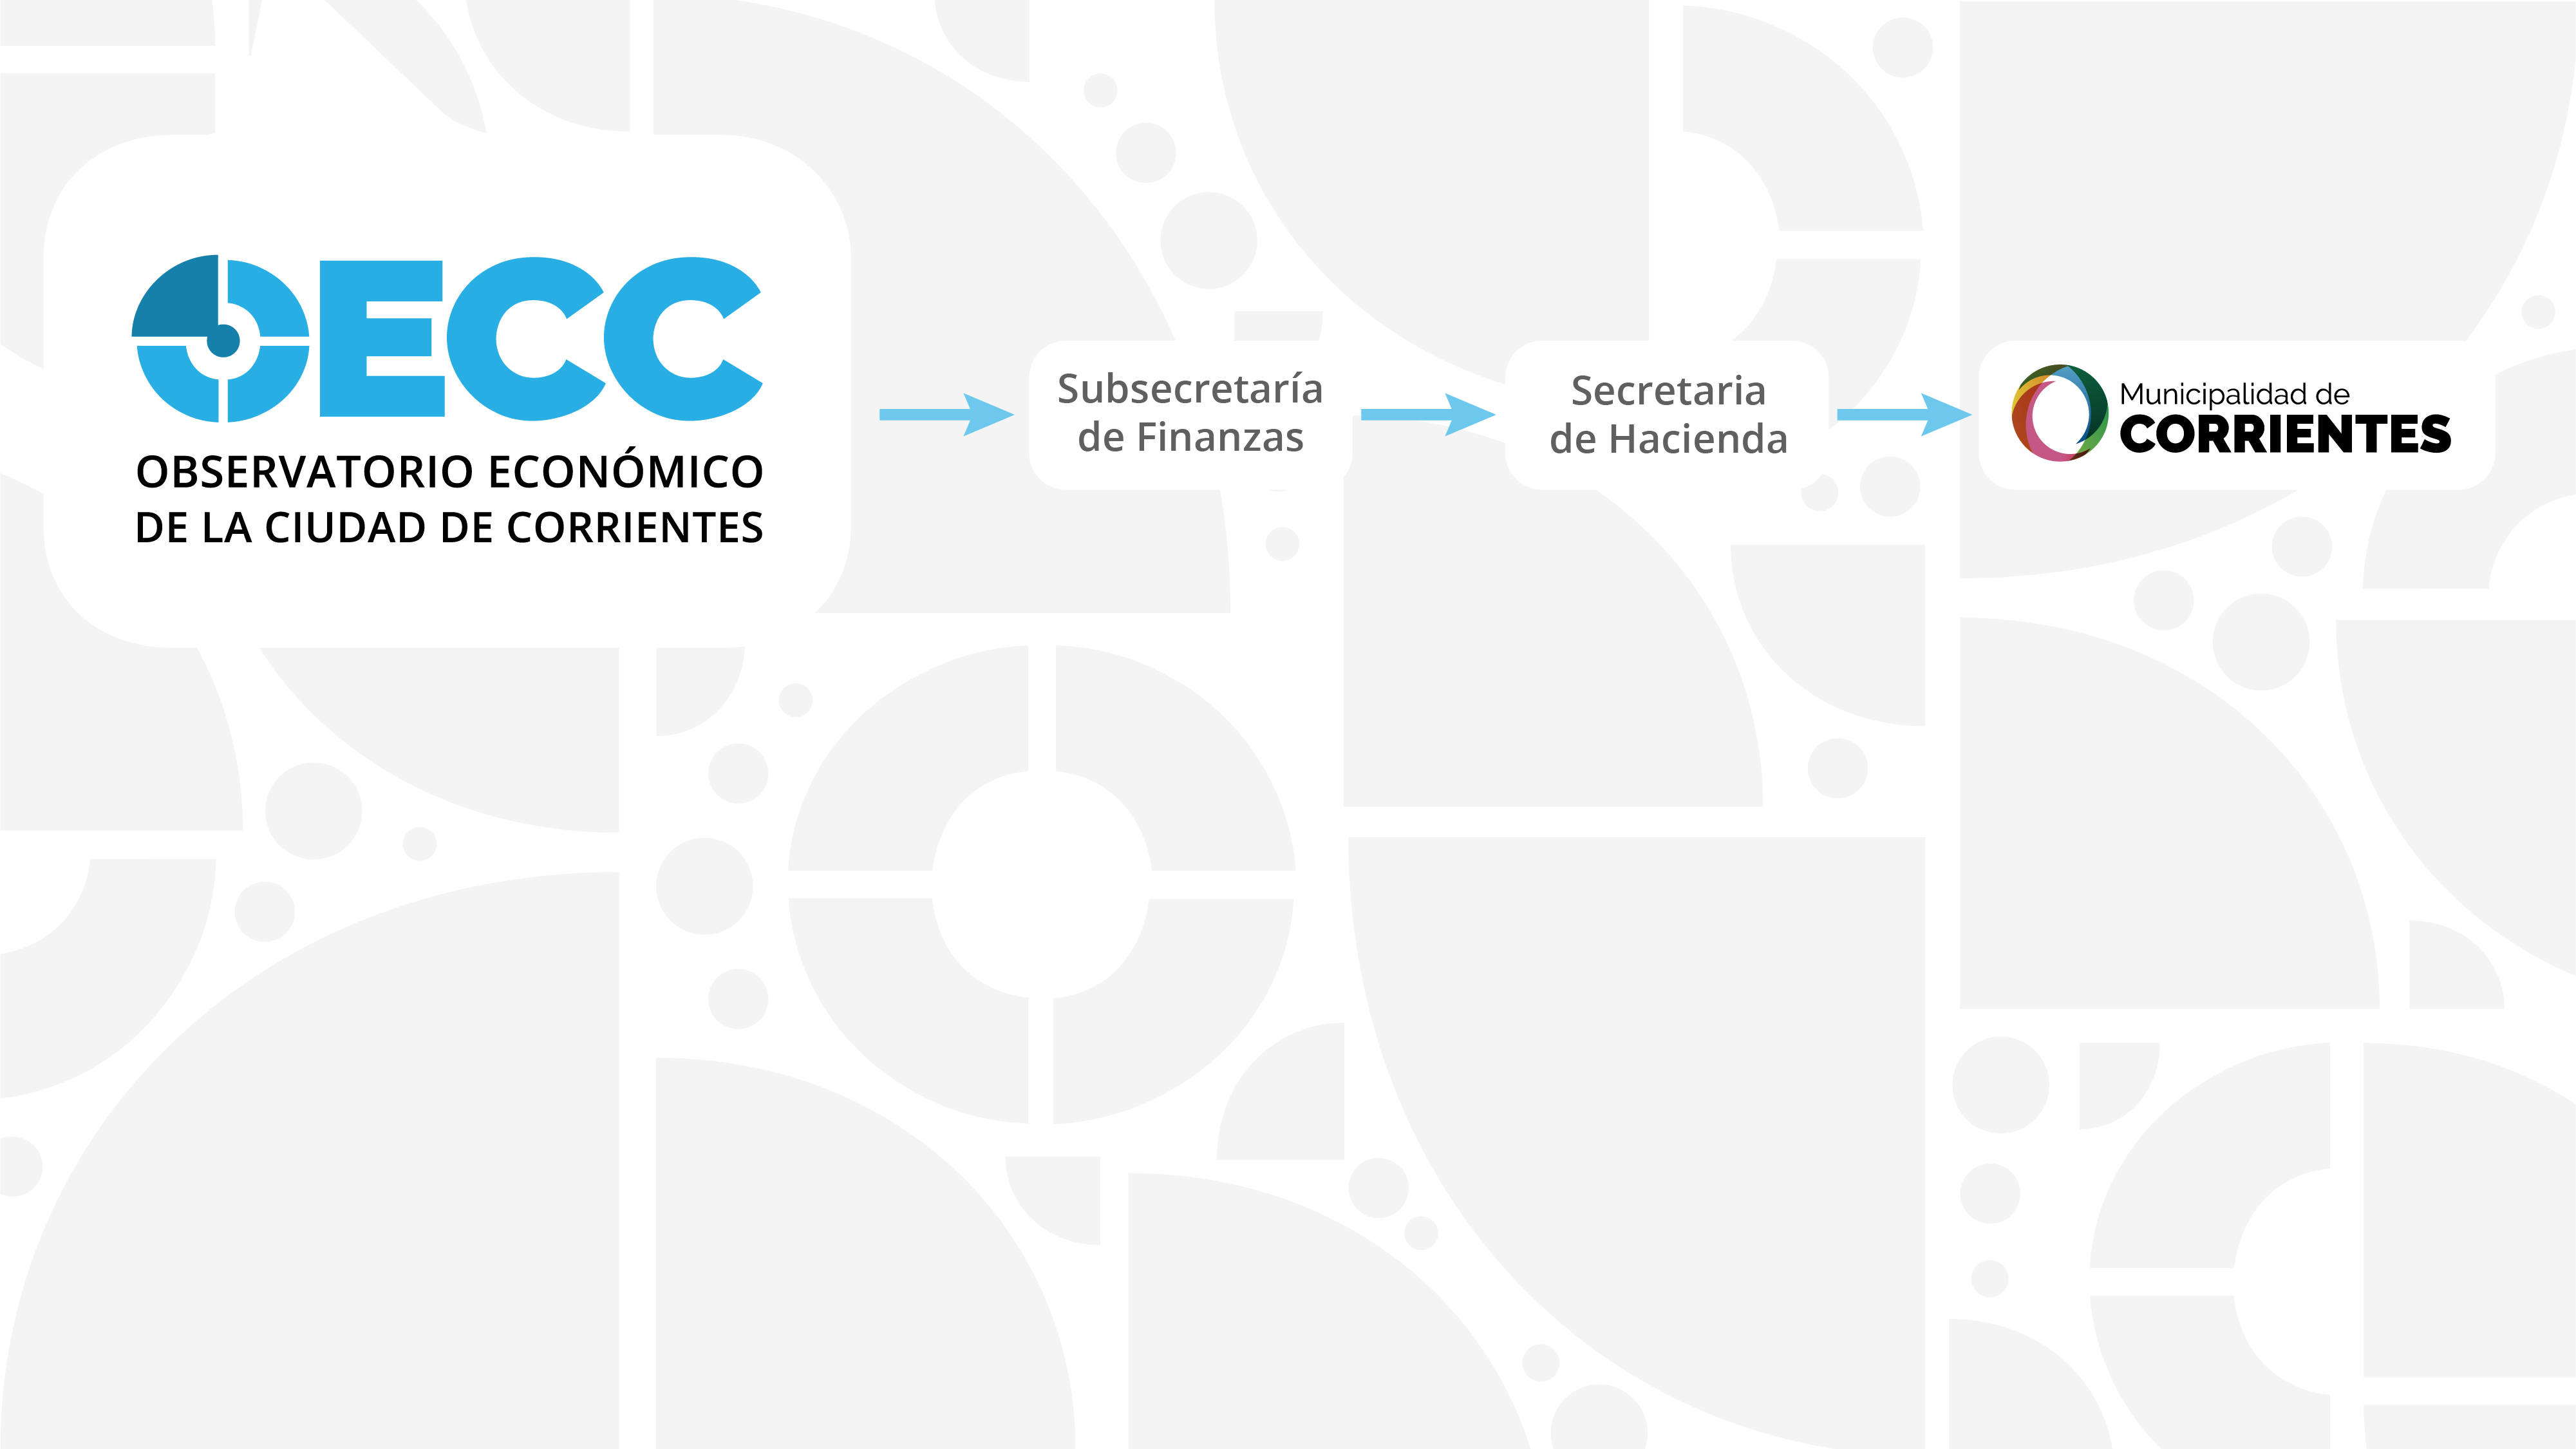 OECC
OBSERVATORIO ECONÓMICO
DE LA CIUDAD DE CORRIENTES
Subsecretaría
de Finanzas
Secretaria
de Hacienda
Municipalidad de
CORRIENTES